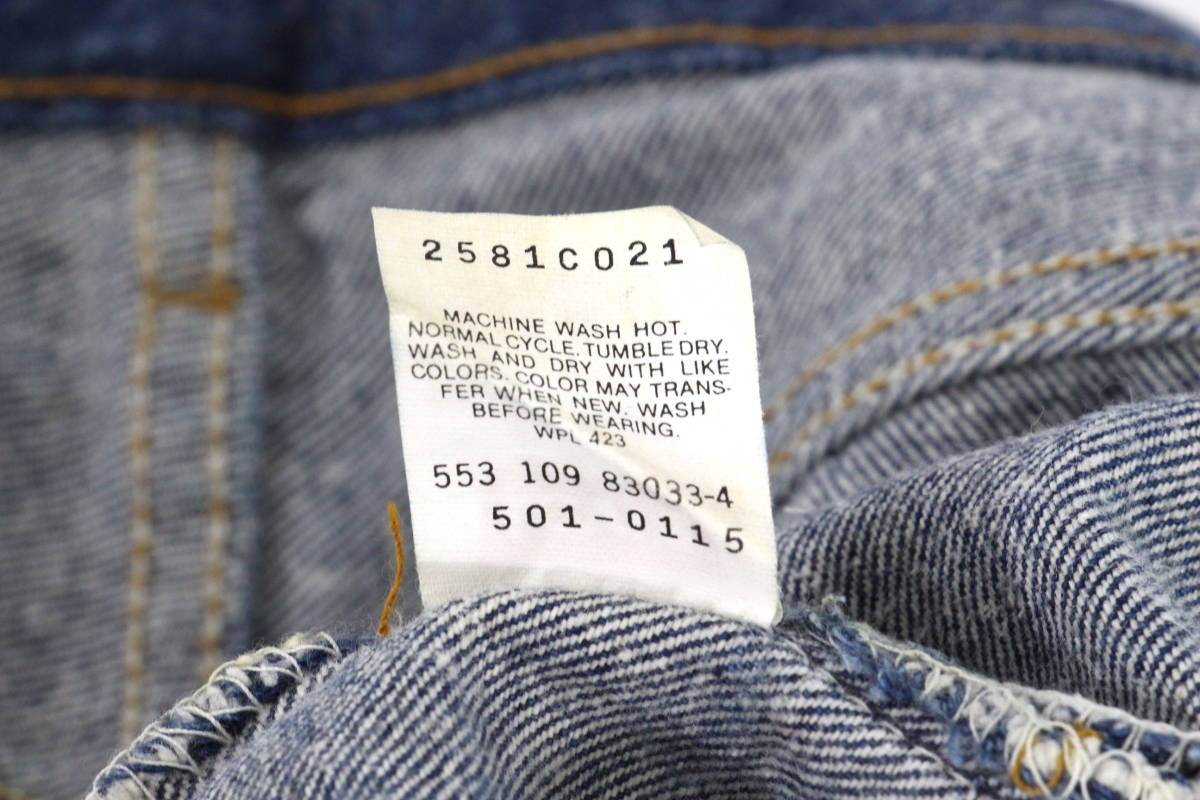 2581C021
MACHINE WASH HOT.
NORMAL CYCLE. TUMBLE DRY.
WASH AND DRY WITH LIKE
COLORS. COLOR MAY TRANS-
FER WHEN NEW. WASH
BEFORE WEARING.
WPL 423
553 109 83033-4
501-0115